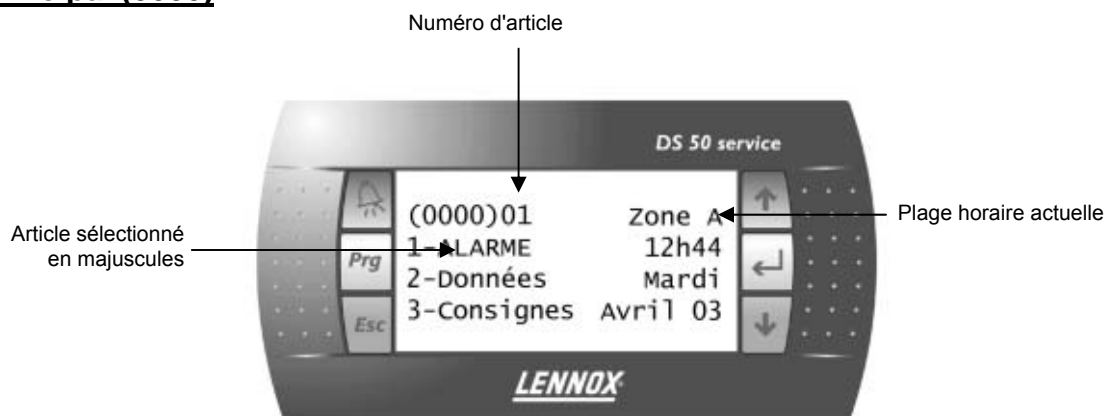 (0000)
Numéro d'article
DS 50 service
(0000)01 Zone A
1-ALARME 12h44
2-Données Mardi
3-Consignes Avril 03
Prg
Esc
Article sélectionné
en majuscules
Plage horaire actuelle
LENNOX